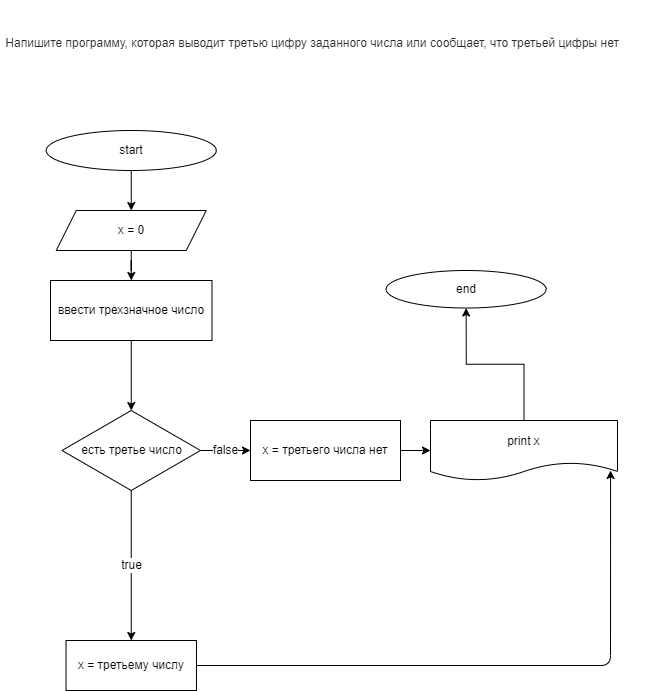 Напишите программу, которая выводит третью цифру заданного числа или сообщает, что третьей цифры нет
start
x = 0
ввести трехзначное число
end
есть третье число
false
x = третьего числа нет
print x
true
x = третьему числу